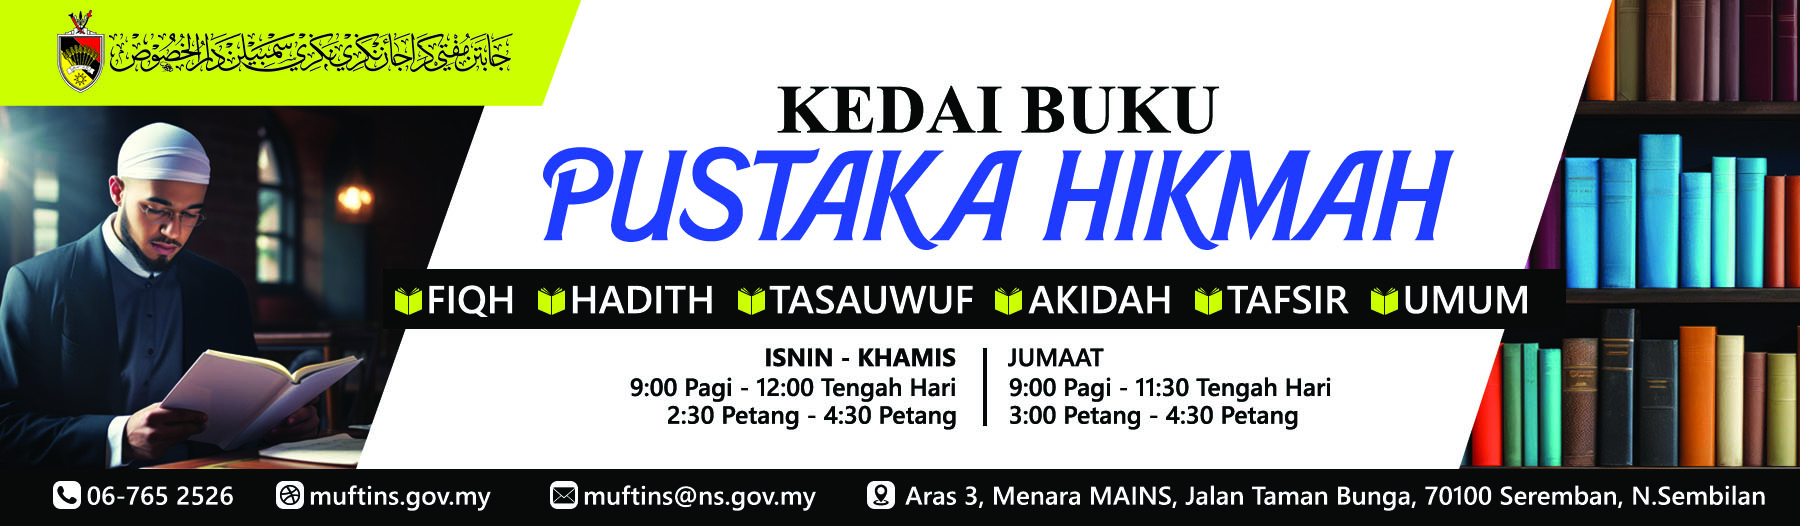 جابتن مفتي كراجأن نݢري نݢري سمبيلن دار الخصوص
KEDAI BUKU
PUSTAKA HIKMAH
FIQH HADITH TASAUWUF AKIDAH TAFSIR UMUM
ISNIN - KHAMIS
9:00 Pagi - 12:00 Tengah Hari
2:30 Petang - 4:30 Petang
JUMAAT
9:00 Pagi - 11:30 Tengah Hari
3:00 Petang - 4:30 Petang
06-765 2526 muftins.gov.my muftins@ns.gov.my Aras 3, Menara MAINS, Jalan Taman Bunga, 70100 Seremban, N.Sembilan